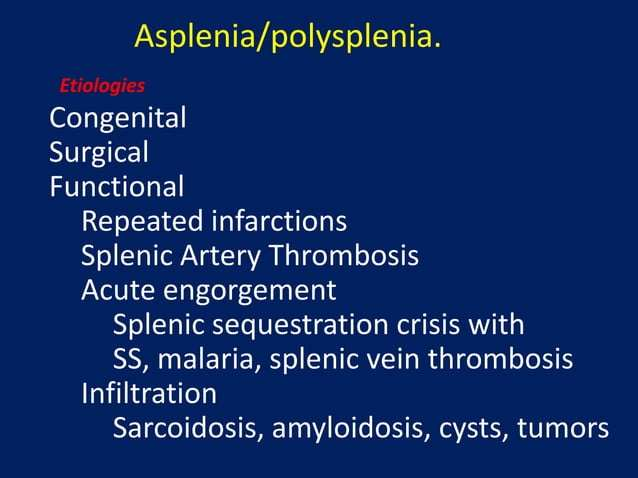 Asplenia/polysplenia.
Etiologies
Congenital
Surgical
Functional
Repeated infarctions
Splenic Artery Thrombosis
Acute engorgement
Splenic sequestration crisis with
SS, malaria, splenic vein thrombosis
Infiltration
Sarcoidosis, amyloidosis, cysts, tumors